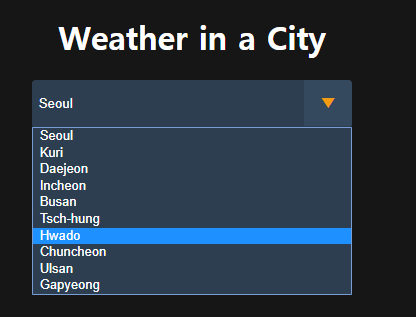 Weather in a City
Seoul
Seoul
Kuri
Daejeon
Incheon
Busan
Tsch-hung
Hwado
Chuncheon
Ulsan
Gapyeong